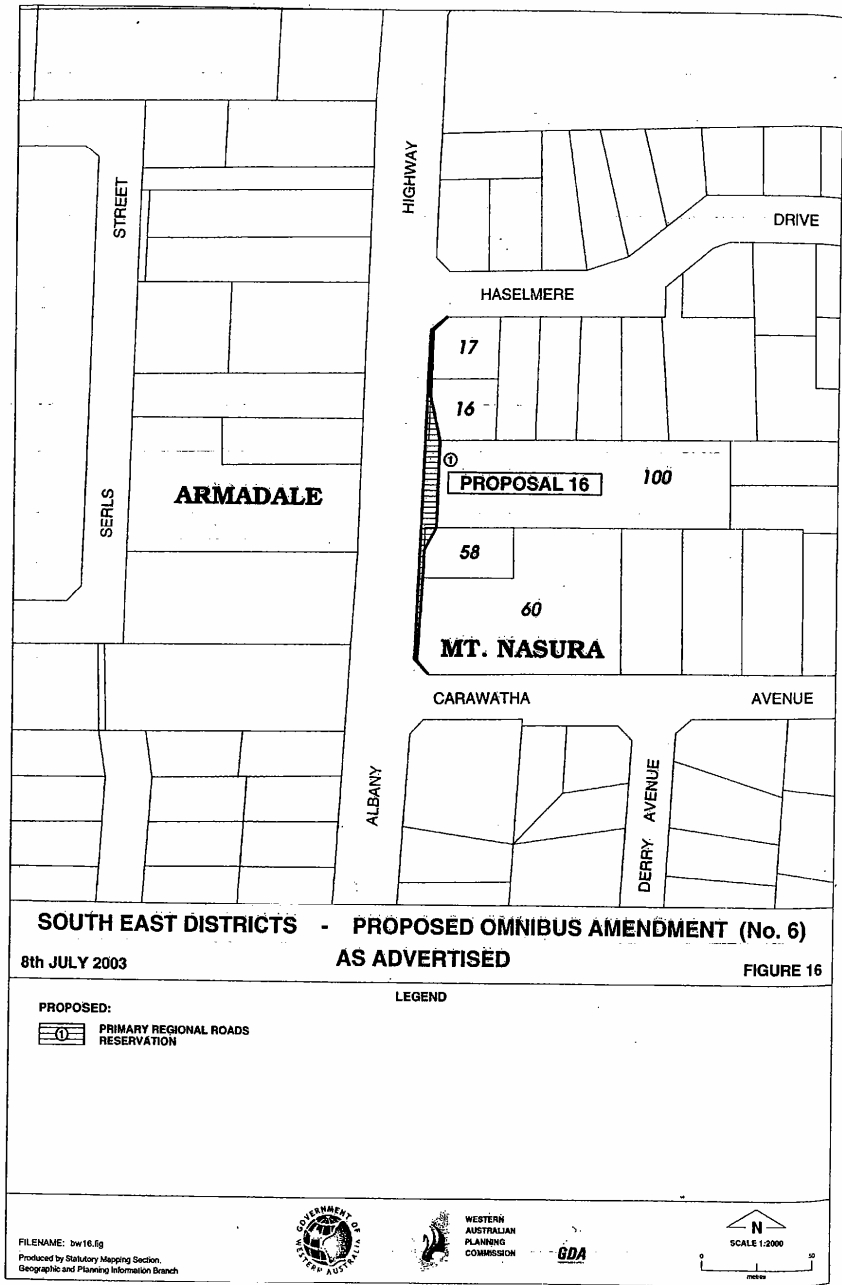 STREET
HIGHWAY
DRIVE
HASELMERE
17
16
①
PROPOSAL 16
100
ARMADALE
SERLS
58
60
MT. NASURA
CARAWATHA
AVENUE
ALBANY
DERRY AVENUE
SOUTH EAST DISTRICTS - PROPOSED OMNIBUS AMENDMENT (No. 6)
8th JULY 2003
AS ADVERTISED
FIGURE 16
LEGEND
PROPOSED:
① PRIMARY REGIONAL ROADS
RESERVATION
GOVERNMENT OF
WESTERN AUSTRALIA
WESTERN
AUSTRALIAN
PLANNING
COMMISSION
GDA
N
SCALE 1:2000
0 50
metres
FILENAME: bw16.fig
Produced by Statutory Mapping Section,
Geographic and Planning Information Branch